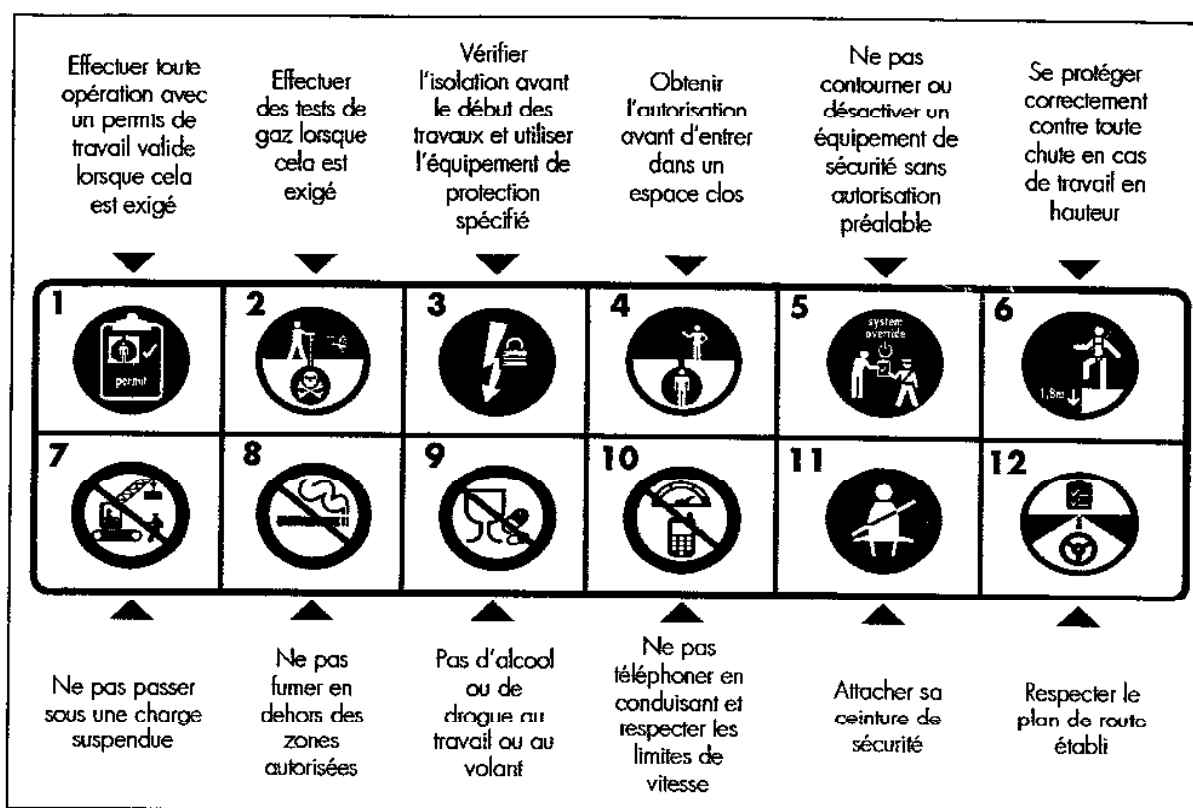 Effectuer toute
opération avec
un permis de
travail valide
lorsque cela
est exigé
Effectuer
des tests de
gaz lorsque
cela est
exigé
Vérifier
l'isolation avant
le début des
travaux et utiliser
l'équipement de
protection
spécifié
Obtenir
l'autorisation
avant d'entrer
dans un
espace clos
Ne pas
contourner ou
désactiver un
équipement de
sécurité sans
autorisation
préalable
Se protéger
correctement
contre toute
chute en cas
de travail en
hauteur
1
permit
2
3
4
5
system
override
6
1,8m
7
8
9
10
11
12
Ne pas passer
sous une charge
suspendue
Ne pas
fumer en
dehors des
zones
autorisées
Pas d'alcool
ou de
drogue au
travail ou au
volant
Ne pas
téléphoner en
conduisant et
respecter les
limites de
vitesse
Attacher sa
ceinture de
sécurité
Respecter le
plan de route
établi